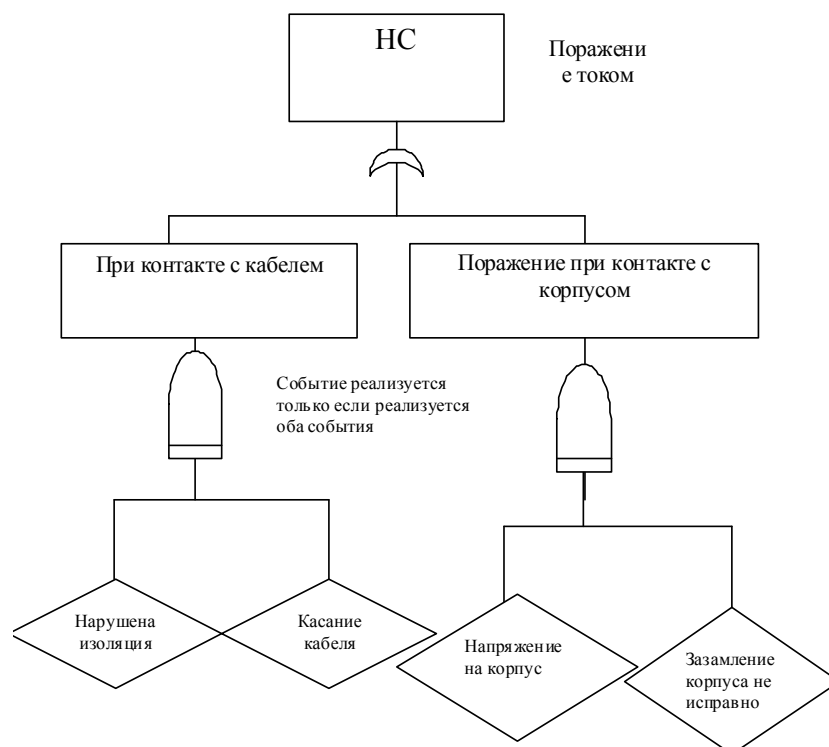 НС
Поражени
е током
При контакте с кабелем
Поражение при контакте с
корпусом
Событие реализуется
только если реализуется
оба события
Нарушена
изоляция
Касание
кабеля
Напряжение
на корпус
Зазамление
корпуса не
исправно